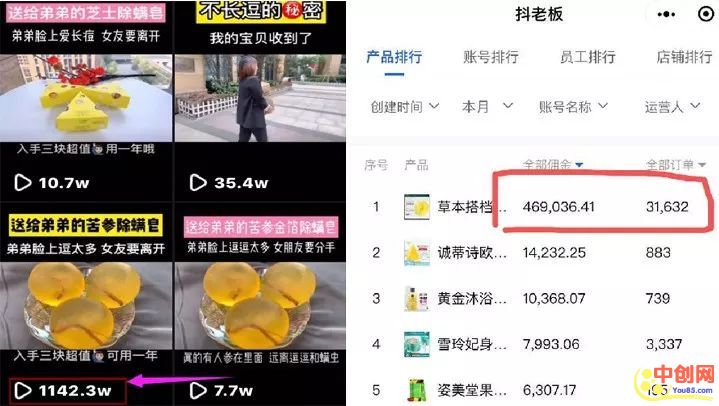 送给弟弟的芝士除螨皂
弟弟脸上爱长痘 女友要离开
入手三块超值🙋🏻‍♂️用一年哦
10.7w
不长逗的㊙密
我的宝贝收到了
35.4w
送给弟弟的苦参除螨皂
弟弟脸上逗太多 女友要离开
入手三块超值🙋🏻‍♂️可用一年
1142.3w
送给弟弟的苦参金箔除螨皂
弟弟脸上逗逗太多 女朋友要分手
真的有人参在里面 远离逗逗和螨虫
7.7w
抖老板
产品排行 账号排行 员工排行 店铺排行
创建时间 本月 账号名称 运营人
序号 产品 全部佣金 全部订单
1 草本搭档... 469,036.41 31,632
2 诚蒂诗欧... 14,232.25 883
3 黄金沐浴... 10,368.07 739
4 雪玲妃身... 7,993.06 3,337
5 姿美堂果... 6,307.17 195
中创网
You85.com